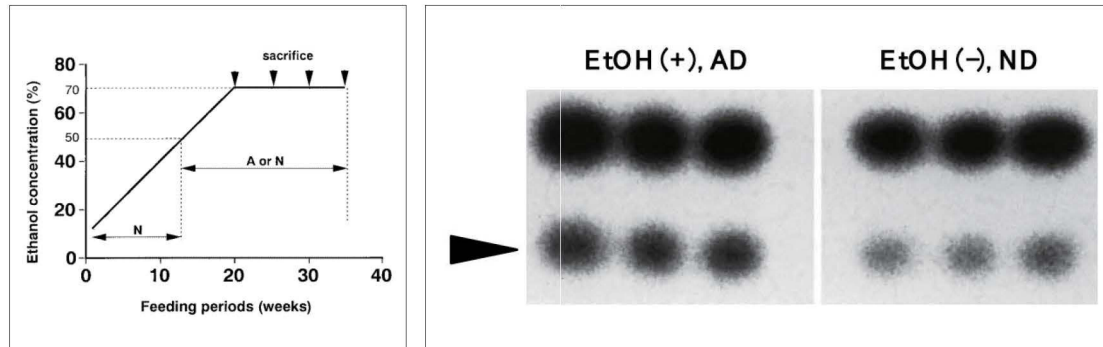 sacrifice
80
70
60
50
40
20
0
A or N
N
0 10 20 30 40
Ethanol concentration (%)
Feeding periods (weeks)
EtOH (+), AD
EtOH (−), ND